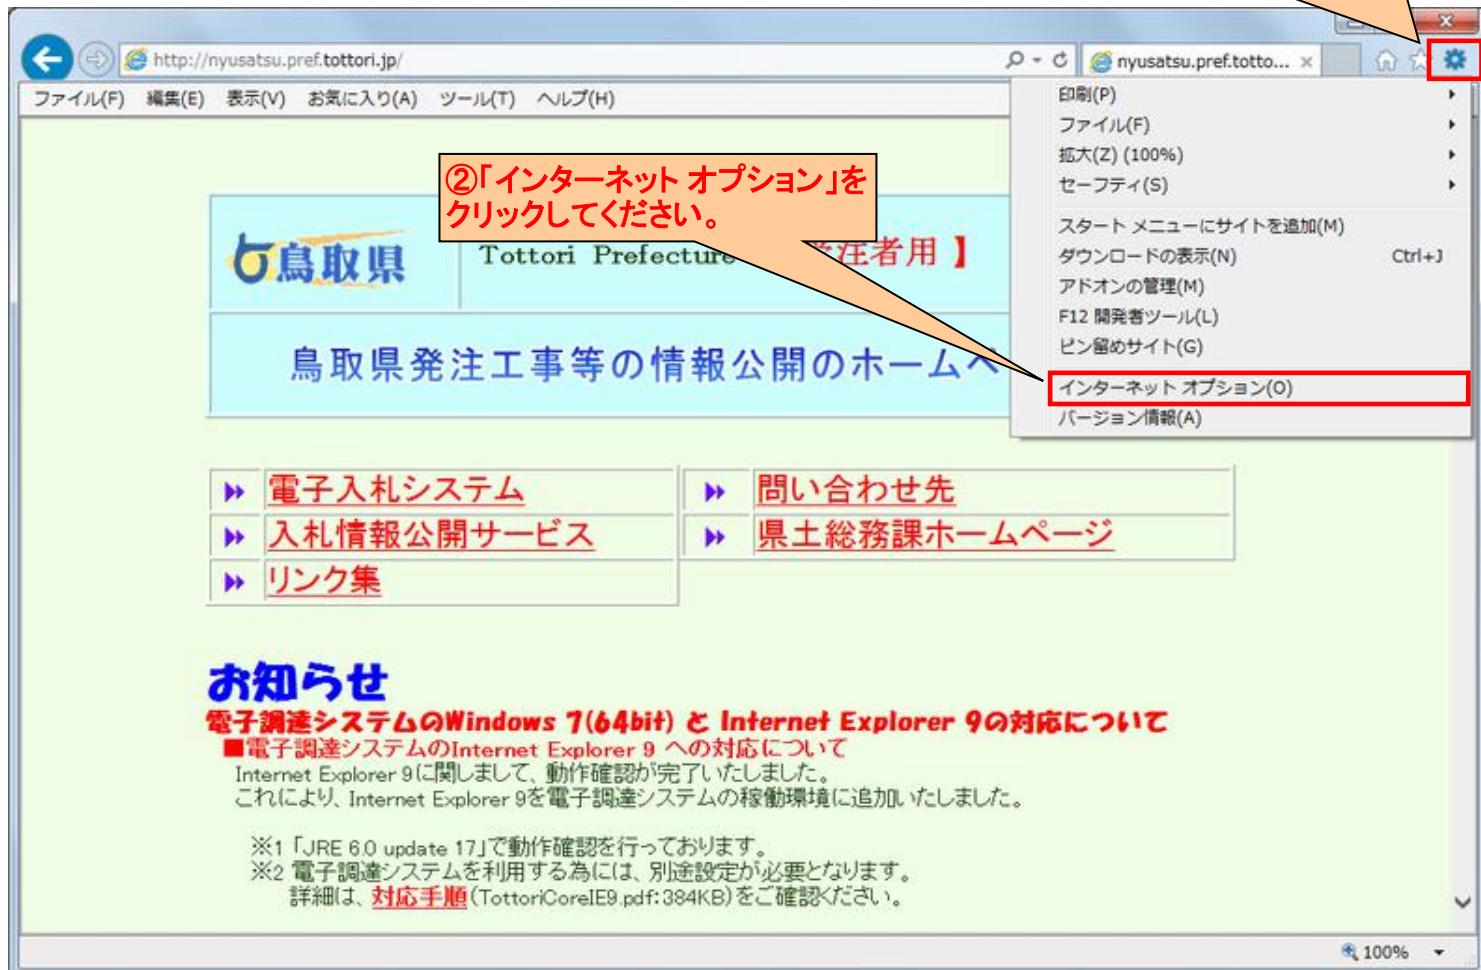 http://nyusatsu.pref.tottori.jp/
nyusatsu.pref.totto...
ファイル(F) 編集(E) 表示(V) お気に入り(A) ツール(T) ヘルプ(H)
印刷(P)
ファイル(F)
拡大(Z) (100%)
セーフティ(S)
スタート メニューにサイトを追加(M)
ダウンロードの表示(N) Ctrl+J
アドオンの管理(M)
F12 開発者ツール(L)
ピン留めサイト(G)
インターネット オプション(O)
バージョン情報(A)
②「インターネット オプション」を
クリックしてください。
鳥取県
Tottori Prefecture 注者用 】
鳥取県発注工事等の情報公開のホームペ
電子入札システム 問い合わせ先
入札情報公開サービス 県土総務課ホームページ
リンク集
お知らせ
電子調達システムのWindows 7(64bit) と Internet Explorer 9の対応について
■電子調達システムのInternet Explorer 9 への対応について
Internet Explorer 9に関しまして、動作確認が完了いたしました。
これにより、Internet Explorer 9を電子調達システムの稼働環境に追加いたしました。
※1 「JRE 6.0 update 17」で動作確認を行っております。
※2 電子調達システムを利用する為には、別途設定が必要となります。
詳細は、対応手順(TottoriCoreIE9.pdf:384KB)をご確認ください。
100%